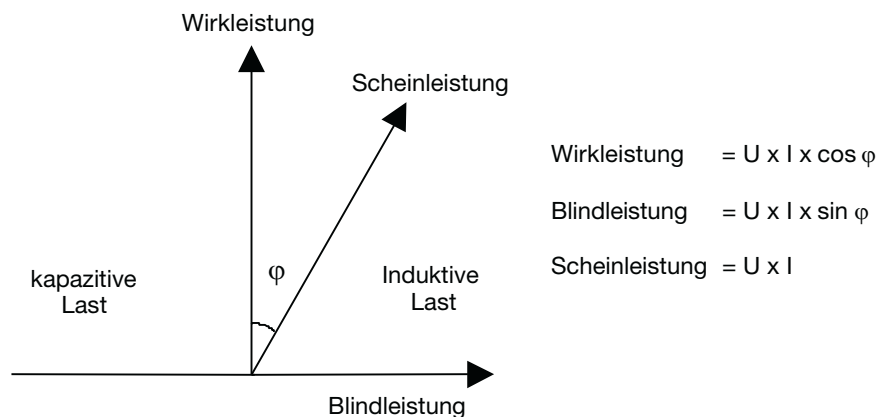 Wirkleistung
Scheinleistung
φ
kapazitive
Last
Induktive
Last
Blindleistung
Wirkleistung = U x I x cos φ
Blindleistung = U x I x sin φ
Scheinleistung = U x I